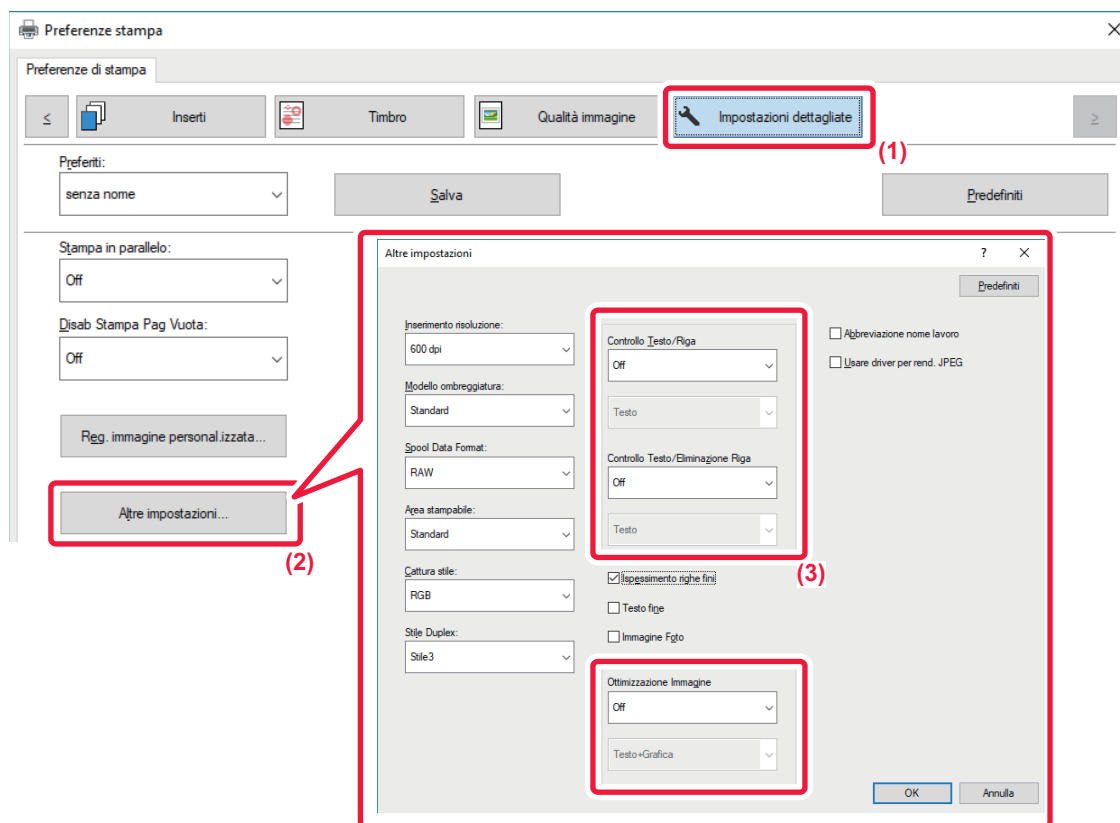 Preferenze stampa
Preferenze di stampa
<
Inserti
Timbro
Qualità immagine
Impostazioni dettagliate
>
(1)
Preferiti:
senza nome
Salva
Predefiniti
Stampa in parallelo:
Off
Disab Stampa Pag Vuota:
Off
Reg. immagine personal.izzata...
Altre impostazioni...
(2)
Altre impostazioni
?
Predefiniti
Inserimento risoluzione:
600 dpi
Modello ombreggiatura:
Standard
Spool Data Format:
RAW
Area stampabile:
Standard
Cattura stile:
RGB
Stile Duplex:
Stile3
Controllo Testo/Riga
Off
Testo
Controllo Testo/Eliminazione Riga
Off
Testo
(3)
Ispessimento righe fini
Testo fine
Immagine Foto
Ottimizzazione Immagine
Off
Testo+Grafica
Abbreviazione nome lavoro
Usare driver per rend. JPEG
OK
Annulla